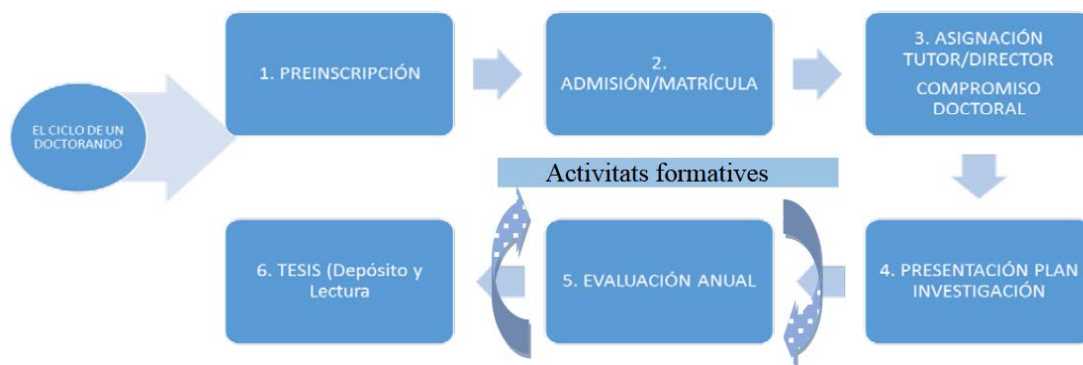 EL CICLO DE UN
DOCTORANDO
1. PREINSCRIPCIÓN
2.
ADMISIÓN/MATRÍCULA
3. ASIGNACIÓN
TUTOR/DIRECTOR
COMPROMISO
DOCTORAL
Activitats formatives
4. PRESENTACIÓN PLAN
INVESTIGACIÓN
5. EVALUACIÓN ANUAL
6. TESIS (Depósito y
Lectura